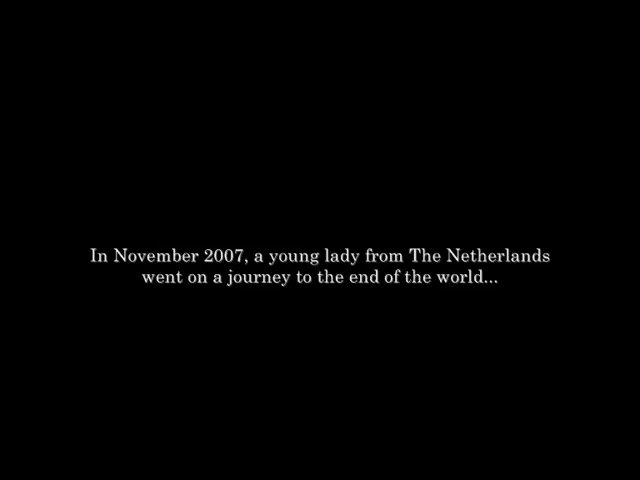 In November 2007, a young lady from The Netherlands
went on a journey to the end of the world...